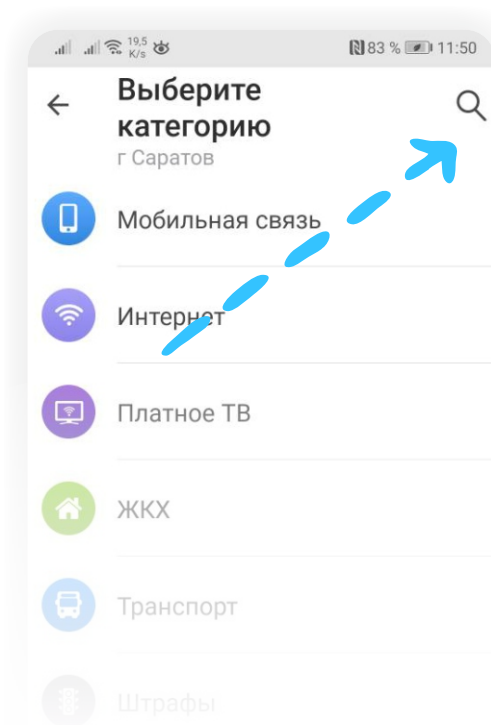 19,5
K/s
83 % 11:50
Выберите
категорию
г Саратов
Мобильная связь
Интернет
Платное ТВ
ЖКХ
Транспорт
Штрафы